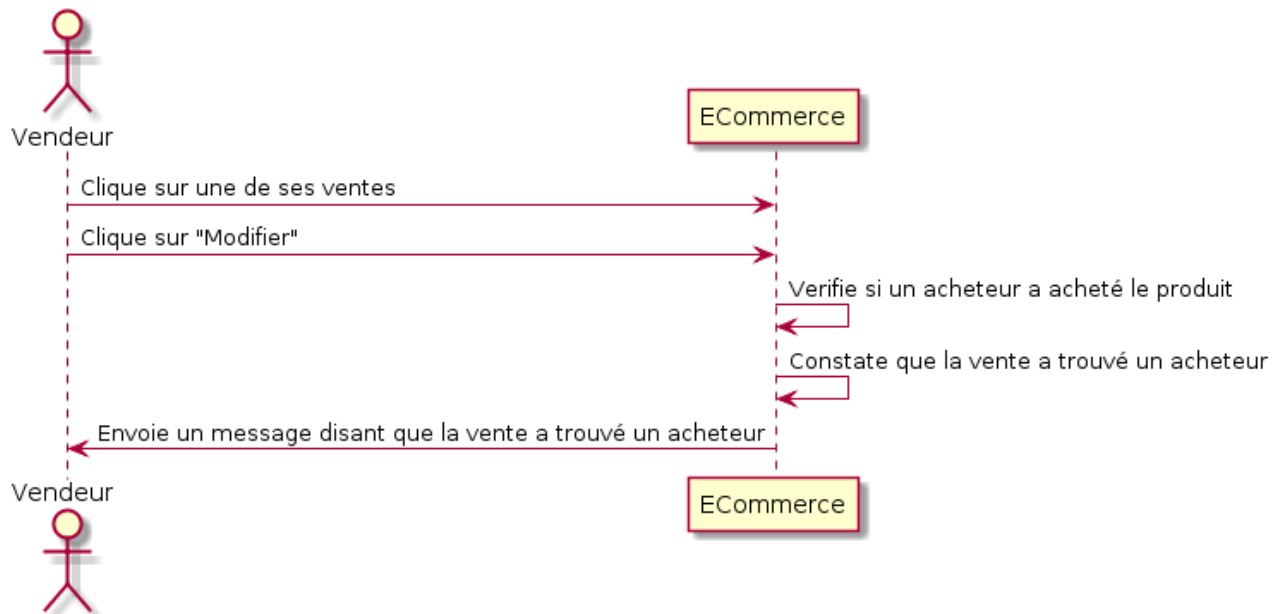 Vendeur
ECommerce
Clique sur une de ses ventes
Clique sur "Modifier"
Verifie si un acheteur a acheté le produit
Constate que la vente a trouvé un acheteur
Envoie un message disant que la vente a trouvé un acheteur
Vendeur
ECommerce